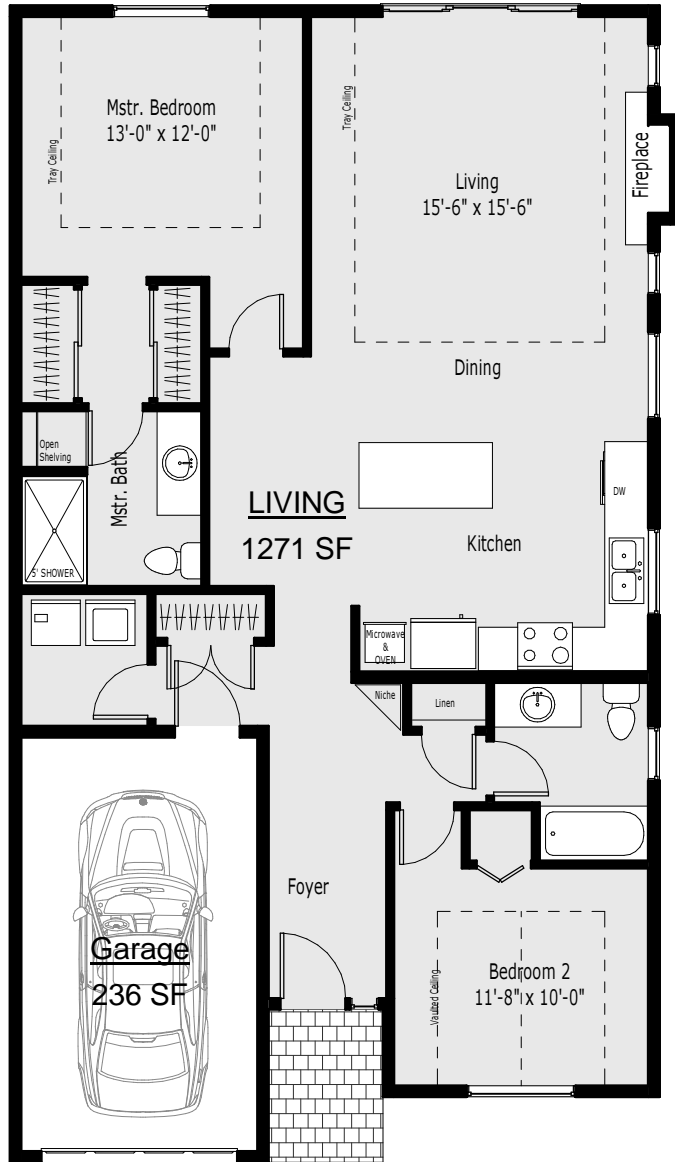 Mstr. Bedroom
13'-0" x 12'-0"
Tray Ceiling
Tray Ceiling
Living
15'-6" x 15'-6"
Fireplace
Dining
Open
Shelving
Mstr. Bath
5' SHOWER
LIVING
1271 SF
DW
Kitchen
Microwave
&
OVEN
Niche
Linen
Foyer
Garage
236 SF
Vaulted Ceiling
Bedroom 2
11'-8" x 10'-0"